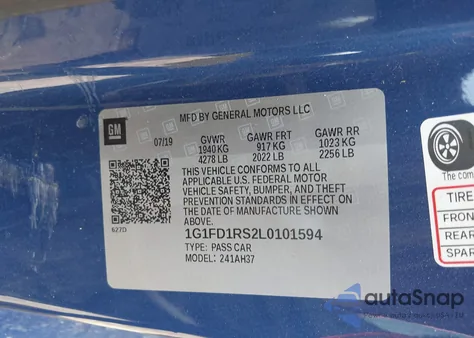 MFD BY GENERAL MOTORS LLC
GM
07/19 GVWR GAWR FRT GAWR RR
1940 KG 917 KG 1023 KG
4278 LB 2022 LB 2256 LB
THIS VEHICLE CONFORMS TO ALL
APPLICABLE U.S. FEDERAL MOTOR
VEHICLE SAFETY, BUMPER, AND THEFT
PREVENTION STANDARDS IN EFFECT ON THE
DATE OF MANUFACTURE SHOWN ABOVE.
627D
1G1FD1RS2L0101594
TYPE: PASS CAR
MODEL: 241AH37
The
TIRE
FRON
REAR
SPAR
autoSnap